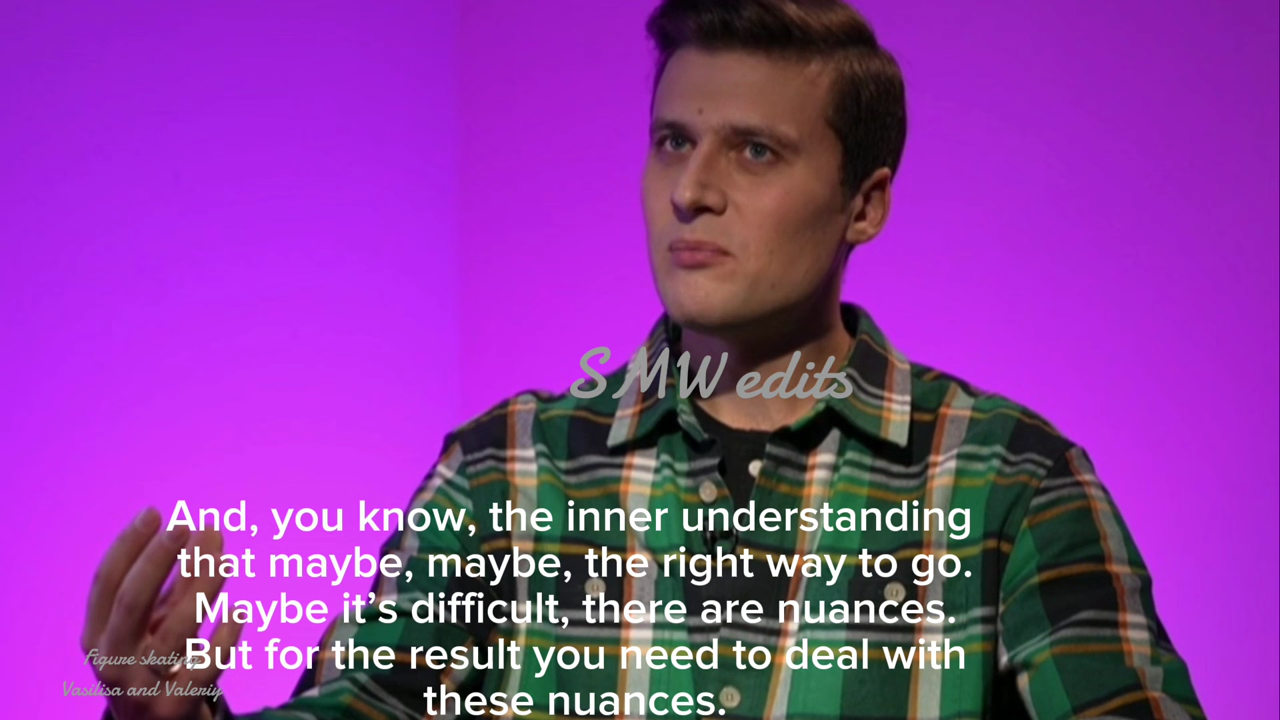 SMW edits
And, you know, the inner understanding
that maybe, maybe, the right way to go.
Maybe it’s difficult, there are nuances.
But for the result you need to deal with
these nuances.
Figure skating
Vasilisa and Valeriy